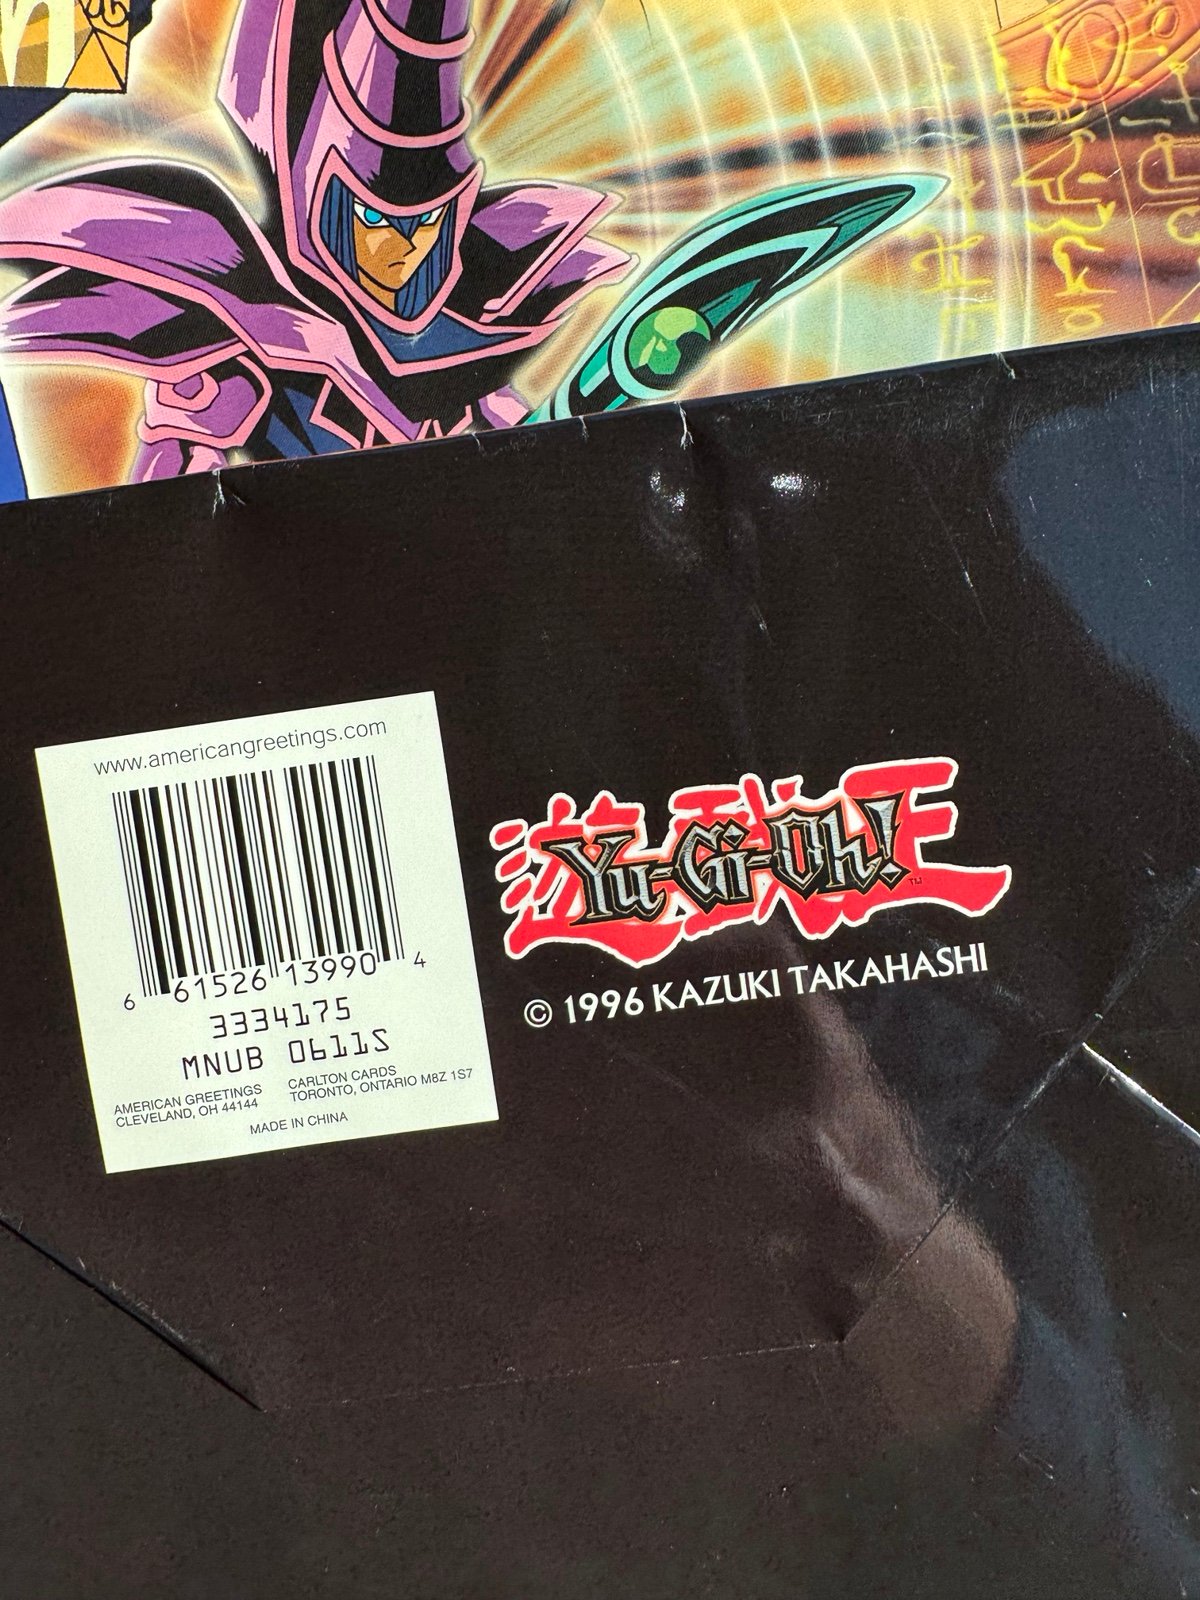 www.americangreetings.com
6 61526 13990 4
3334175
MNUB 0611S
AMERICAN GREETINGS
CLEVELAND, OH 44144
CARLTON CARDS
TORONTO, ONTARIO M8Z 1S7
MADE IN CHINA
遊戯王
Yu-Gi-Oh!™
© 1996 KAZUKI TAKAHASHI